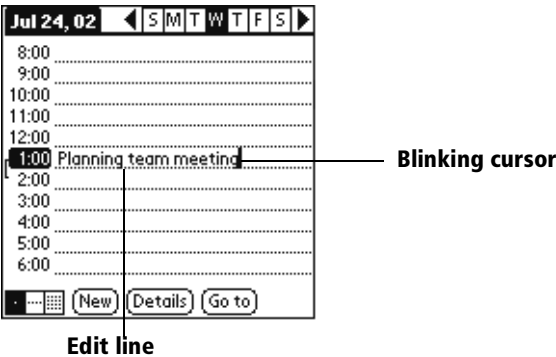 Jul 24, 02 S M T W T F S
8:00
9:00
10:00
11:00
12:00
1:00 Planning team meeting Blinking cursor
2:00
3:00
4:00
5:00
6:00
New Details Go to
Edit line